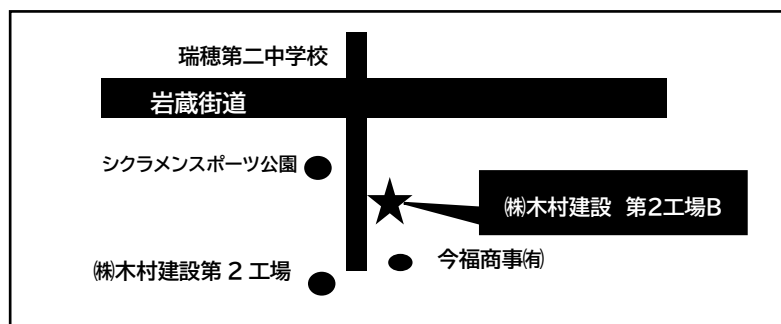 瑞穂第二中学校
岩蔵街道
シクラメンスポーツ公園
㈱木村建設 第2工場B
今福商事㈲
㈱木村建設第 2 工場